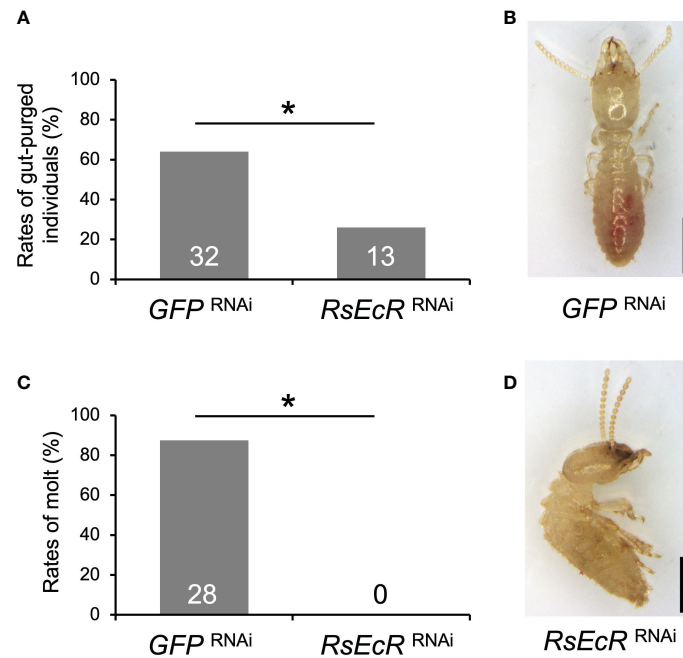 A
Rates of gut-purged
individuals (%)
100
80
60
40
20
0
*
32
13
GFP RNAi
RsEcR RNAi
B
GFP RNAi
C
Rates of molt (%)
100
80
60
40
20
0
*
28
0
GFP RNAi
RsEcR RNAi
D
RsEcR RNAi